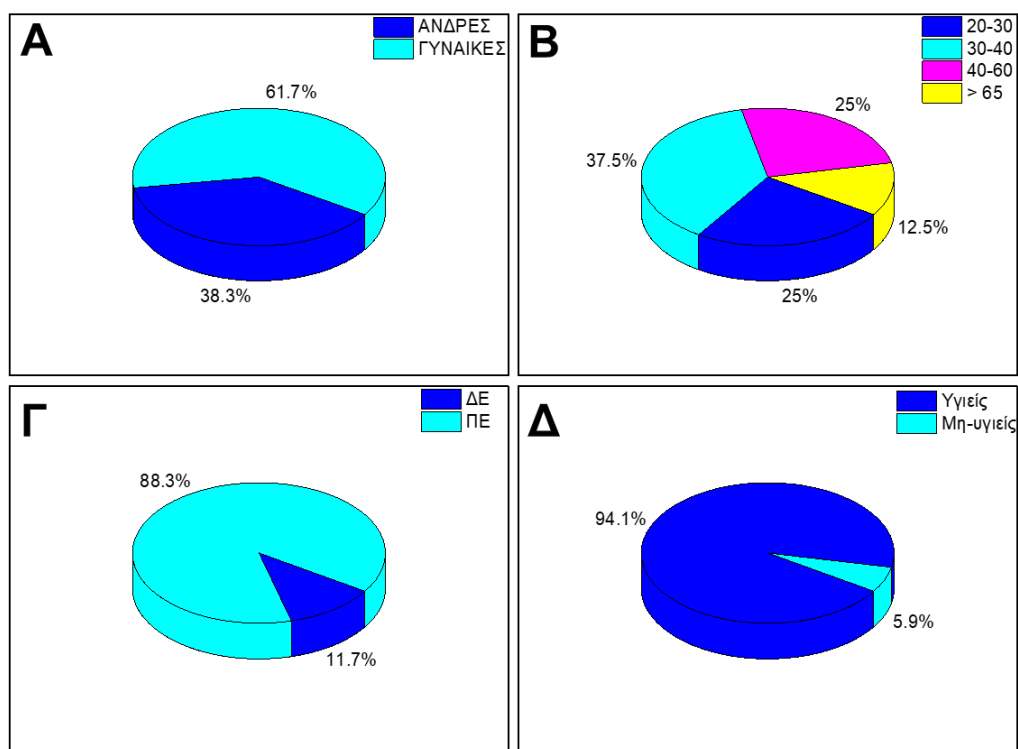 Α
ΑΝΔΡΕΣ
ΓΥΝΑΙΚΕΣ
61.7%
38.3%
Β
20-30
30-40
40-60
> 65
25%
37.5%
12.5%
25%
Γ
ΔΕ
ΠΕ
88.3%
11.7%
Δ
Υγιείς
Μη-υγιείς
94.1%
5.9%